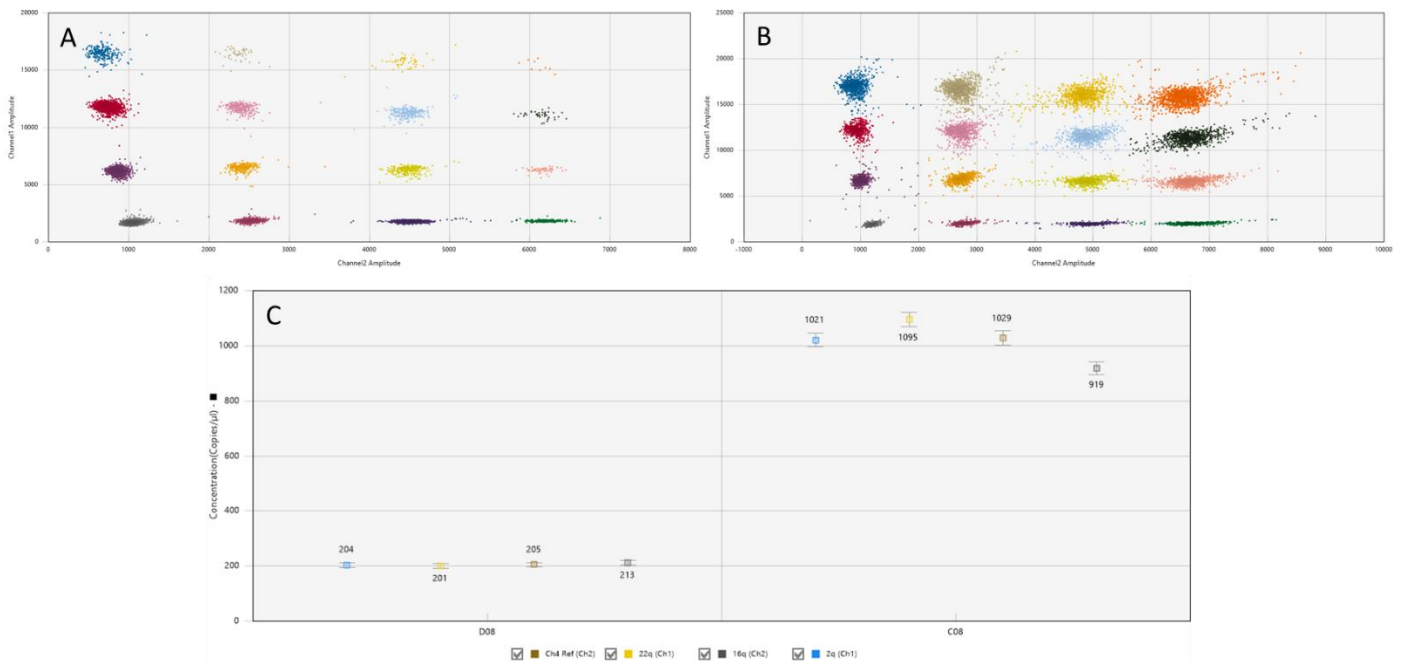 A
20000
15000
10000
5000
0
Channel1 Amplitude
0 1000 2000 3000 4000 5000 6000 7000 8000
Channel2 Amplitude
B
25000
20000
15000
10000
5000
0
Channel1 Amplitude
-1000 0 1000 2000 3000 4000 5000 6000 7000 8000 9000 10000
Channel2 Amplitude
C
1200
1000
800
600
400
200
0
Concentration(Copies/µl) -
204
201
205
213
1021
1095
1029
919
D08 C08
Ch4 Ref (Ch2) 22q (Ch1) 16q (Ch2) 2q (Ch1)